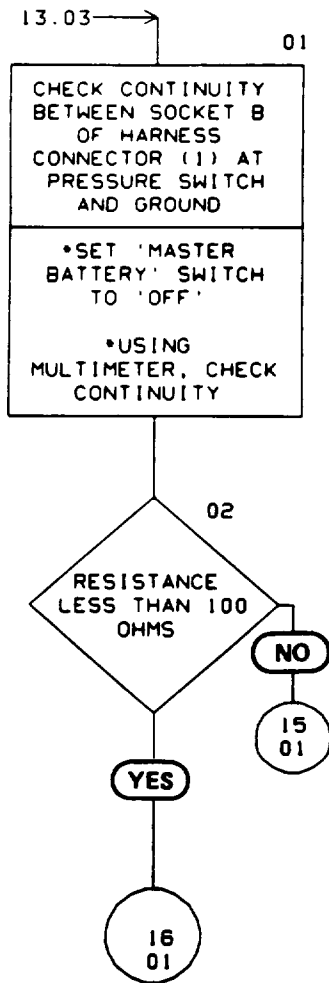 13.03
01
CHECK CONTINUITY
BETWEEN SOCKET B
OF HARNESS
CONNECTOR (1) AT
PRESSURE SWITCH
AND GROUND
•SET 'MASTER
BATTERY' SWITCH
TO 'OFF'
•USING
MULTIMETER, CHECK
CONTINUITY
02
RESISTANCE
LESS THAN 100
OHMS
NO
15
01
YES
16
01